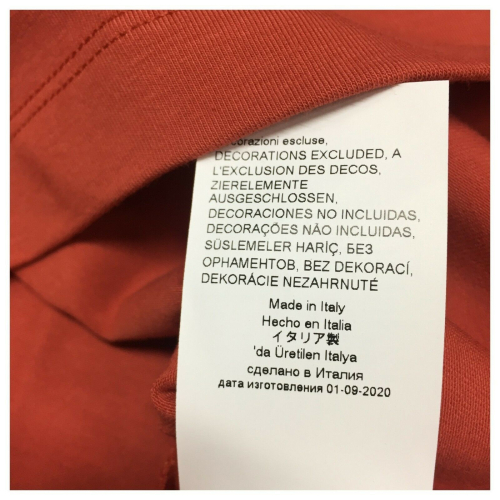 corazioni escluse,
DECORATIONS EXCLUDED, A
L'EXCLUSION DES DECOS,
ZIERELEMENTE
AUSGESCHLOSSEN,
DECORACIONES NO INCLUIDAS,
DECORAÇÕES NÃO INCLUIDAS,
SÜSLEMELER HARİÇ, БЕЗ
ОРНАМЕНТОВ, BEZ DEKORACÍ,
DEKORÁCIE NEZAHRNUTÉ
Made in Italy
Hecho en Italia
イタリア製
'da Üretilen Italya
сделано в Италия
дата изготовления 01-09-2020